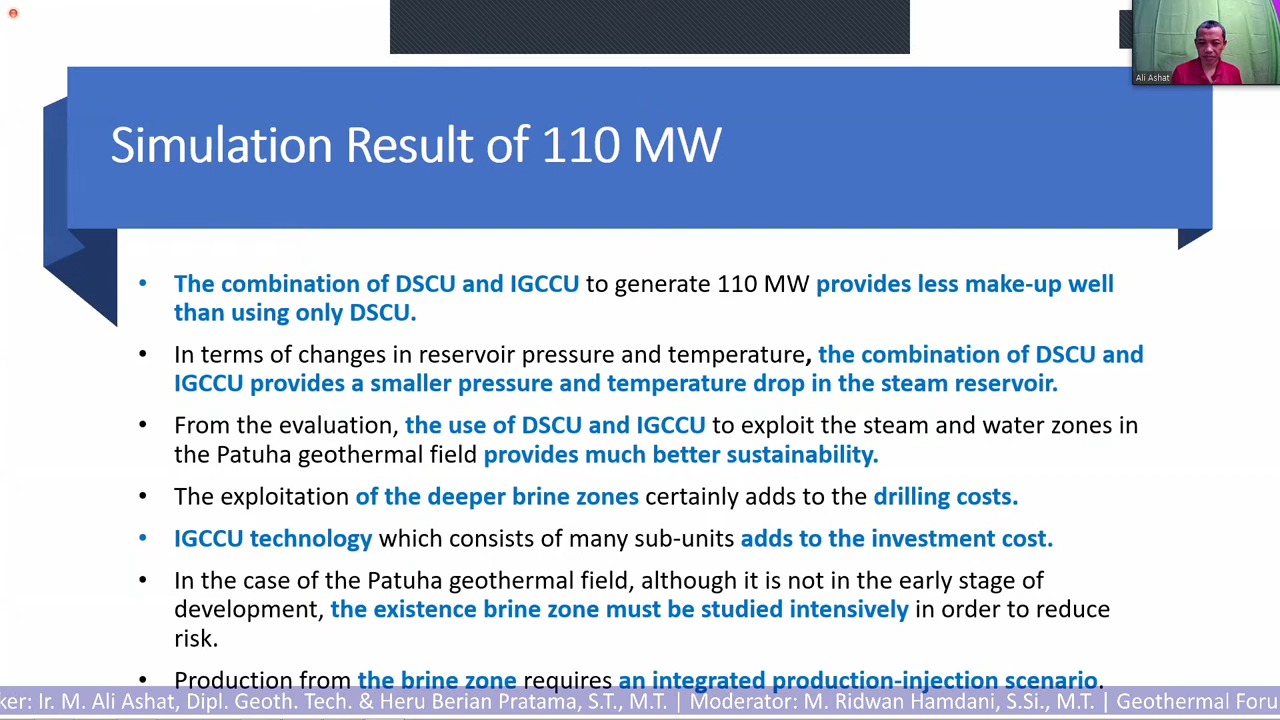 Ali Ashat
Simulation Result of 110 MW
• The combination of DSCU and IGCCU to generate 110 MW provides less make-up well
than using only DSCU.
• In terms of changes in reservoir pressure and temperature, the combination of DSCU and
IGCCU provides a smaller pressure and temperature drop in the steam reservoir.
• From the evaluation, the use of DSCU and IGCCU to exploit the steam and water zones in
the Patuha geothermal field provides much better sustainability.
• The exploitation of the deeper brine zones certainly adds to the drilling costs.
• IGCCU technology which consists of many sub-units adds to the investment cost.
• In the case of the Patuha geothermal field, although it is not in the early stage of
development, the existence brine zone must be studied intensively in order to reduce
risk.
• Production from the brine zone requires an integrated production-injection scenario.
ker: Ir. M. Ali Ashat, Dipl. Geoth. Tech. & Heru Berian Pratama, S.T., M.T. | Moderator: M. Ridwan Hamdani, S.Si., M.T. | Geothermal Foru